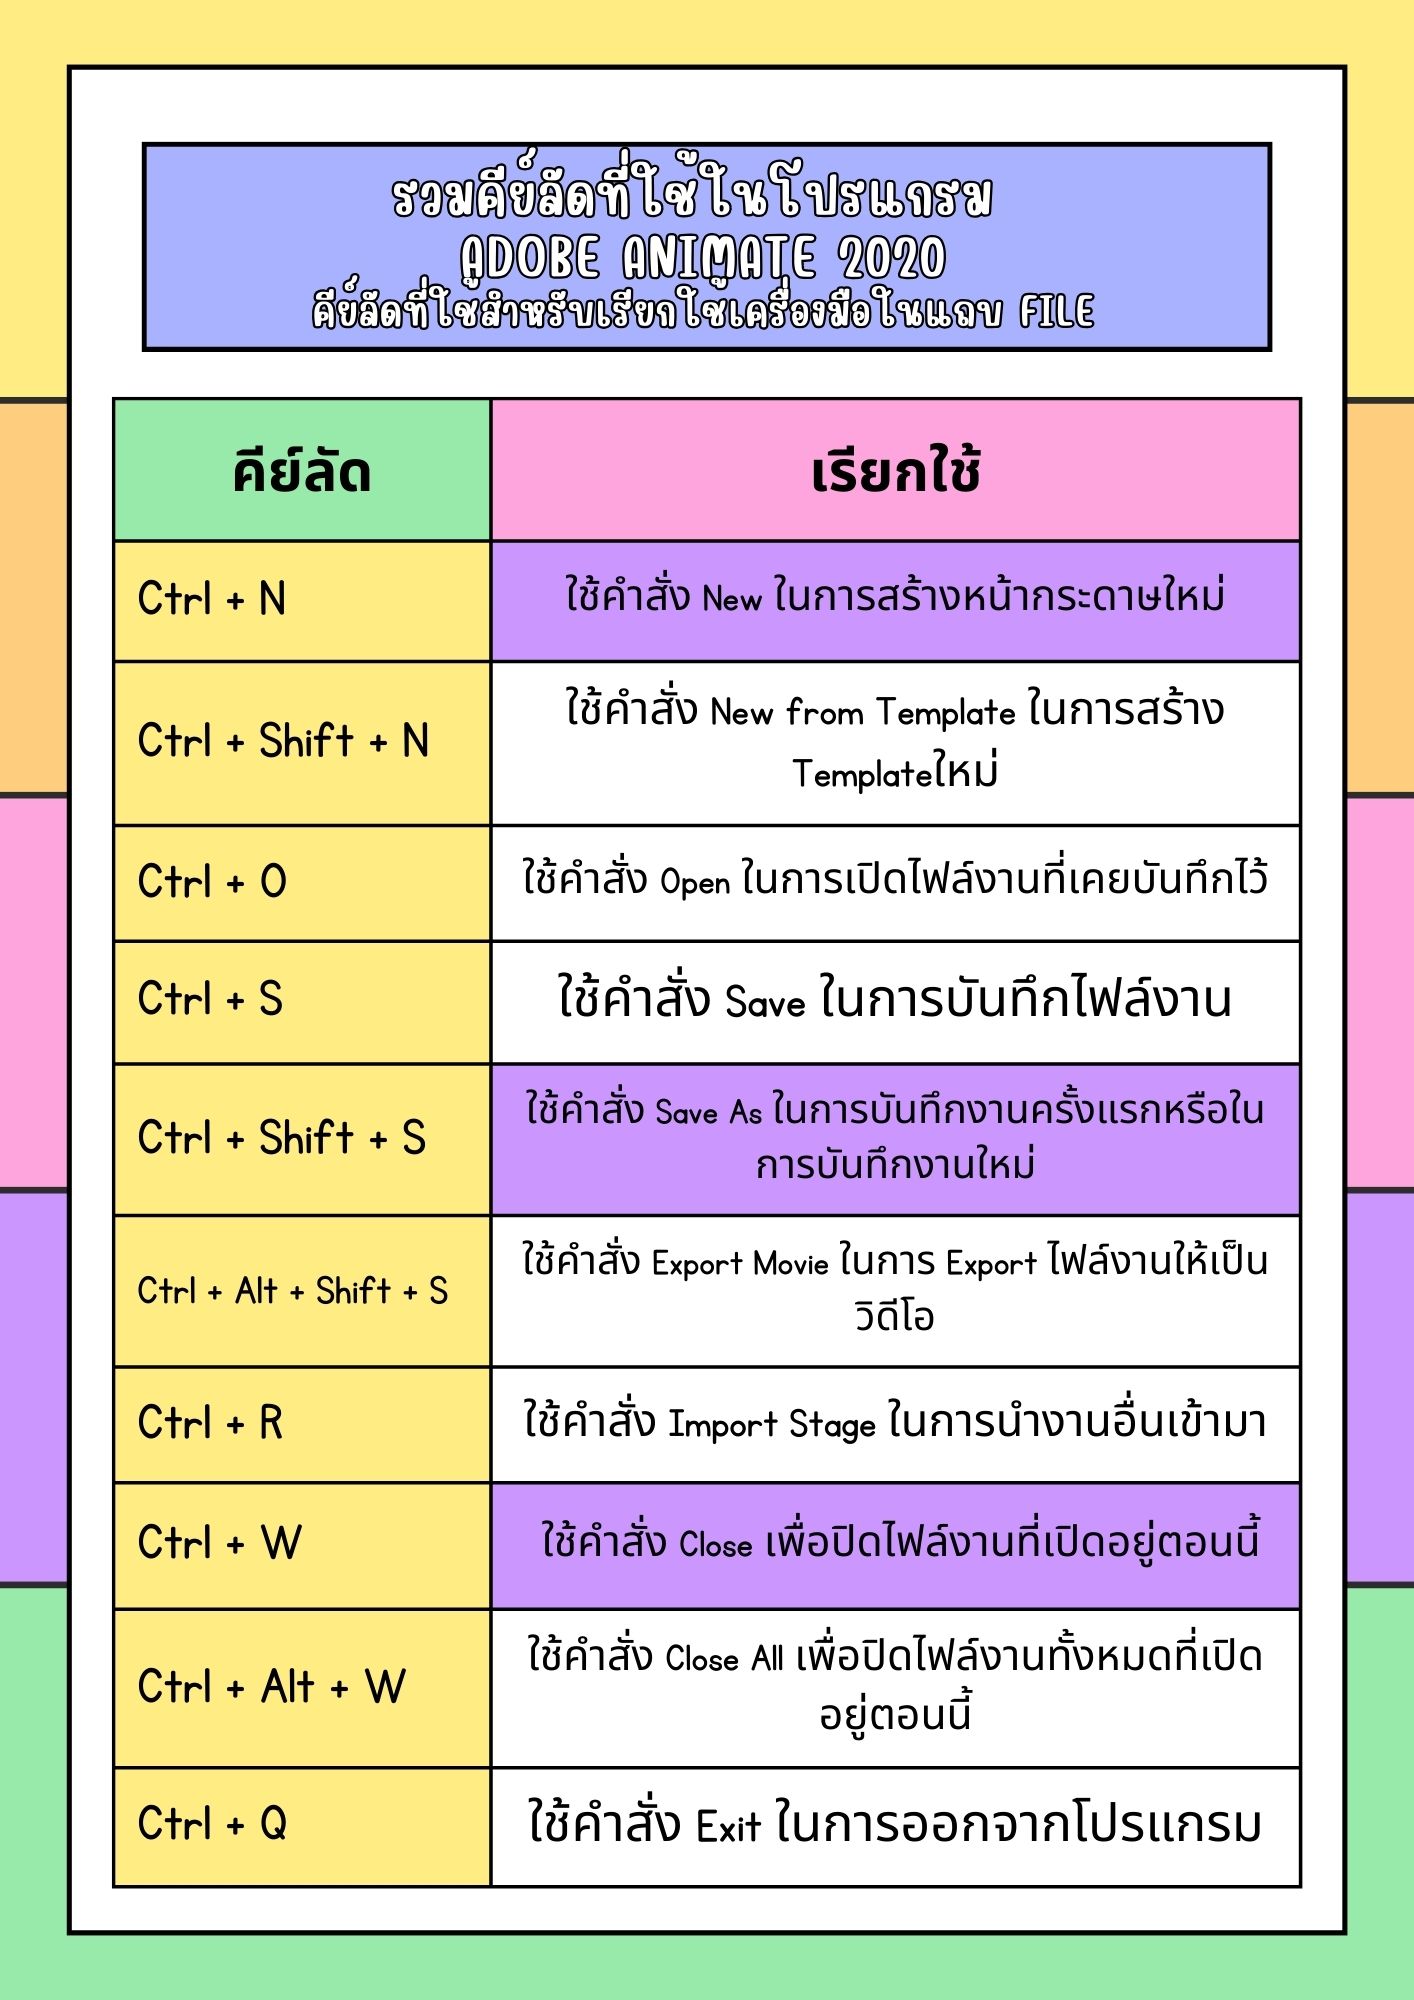 รวมคีย์ลัดที่ใช้ในโปรแกรม
ADOBE ANIMATE 2020
คีย์ลัดที่ใช้สำหรับเรียกใช้เครื่องมือในแถบ FILE
คีย์ลัด
เรียกใช้
Ctrl + N
ใช้คำสั่ง New ในการสร้างหน้ากระดาษใหม่
Ctrl + Shift + N
ใช้คำสั่ง New from Template ในการสร้าง
Templateใหม่
Ctrl + O
ใช้คำสั่ง Open ในการเปิดไฟล์งานที่เคยบันทึกไว้
Ctrl + S
ใช้คำสั่ง Save ในการบันทึกไฟล์งาน
Ctrl + Shift + S
ใช้คำสั่ง Save As ในการบันทึกงานครั้งแรกหรือใน
การบันทึกงานใหม่
Ctrl + Alt + Shift + S
ใช้คำสั่ง Export Movie ในการ Export ไฟล์งานให้เป็น
วิดีโอ
Ctrl + R
ใช้คำสั่ง Import Stage ในการนำงานอื่นเข้ามา
Ctrl + W
ใช้คำสั่ง Close เพื่อปิดไฟล์งานที่เปิดอยู่ตอนนี้
Ctrl + Alt + W
ใช้คำสั่ง Close All เพื่อปิดไฟล์งานทั้งหมดที่เปิด
อยู่ตอนนี้
Ctrl + Q
ใช้คำสั่ง Exit ในการออกจากโปรแกรม